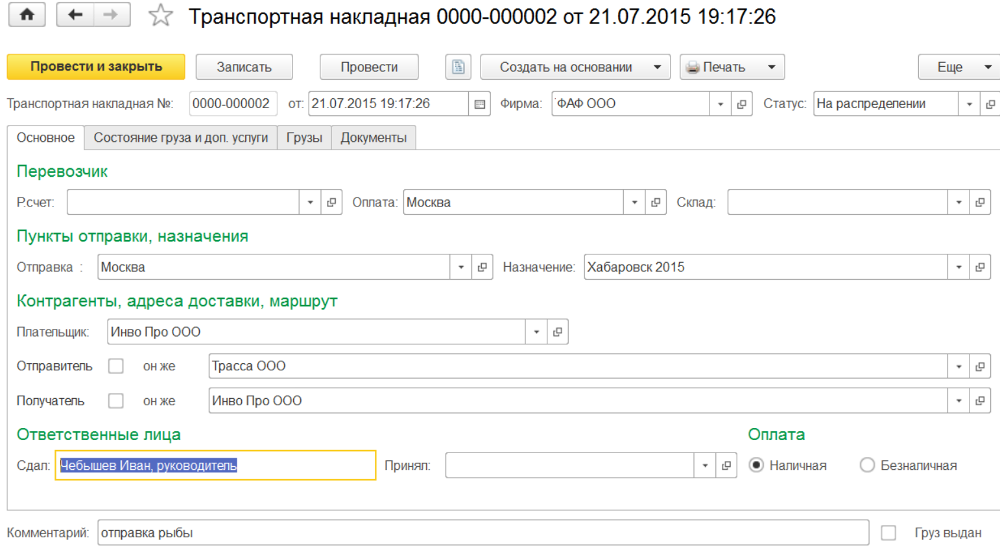 Транспортная накладная 0000-000002 от 21.07.2015 19:17:26
Провести и закрыть Записать Провести Создать на основании Печать Еще
Транспортная накладная №: 0000-000002 от: 21.07.2015 19:17:26 Фирма: ФАФ ООО Статус: На распределении
Основное Состояние груза и доп. услуги Грузы Документы
Перевозчик
Р.счет: Оплата: Москва Склад:
Пункты отправки, назначения
Отправка : Москва Назначение: Хабаровск 2015
Контрагенты, адреса доставки, маршрут
Плательщик: Инво Про ООО
Отправитель он же Трасса ООО
Получатель он же Инво Про ООО
Ответственные лица Оплата
Сдал: Чебышев Иван, руководитель Принял: Наличная Безналичная
Комментарий: отправка рыбы Груз выдан